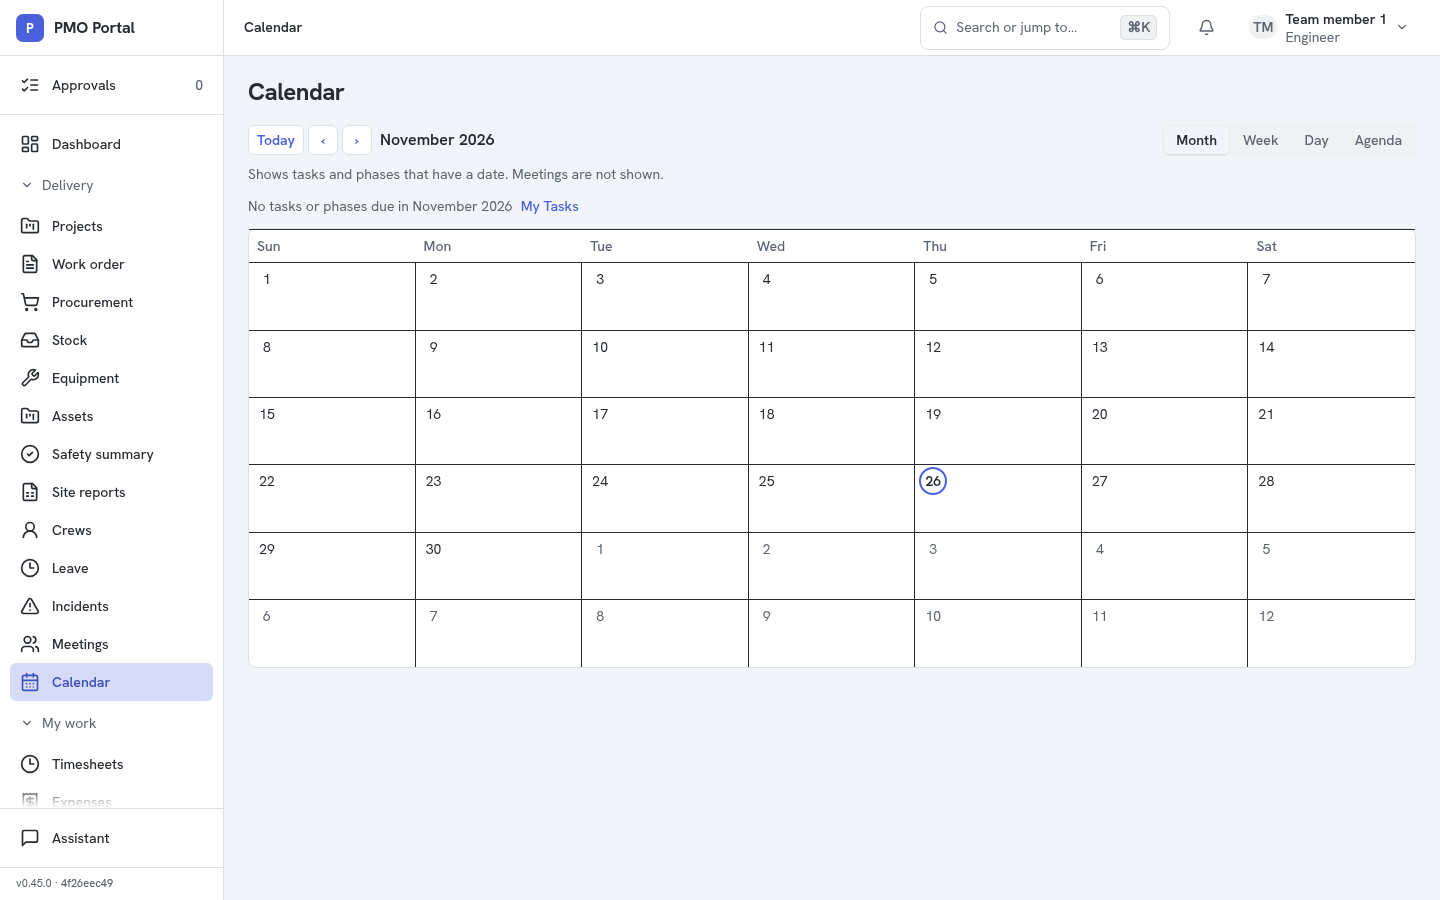 P PMO Portal
Calendar
Search or jump to... ⌘K
TM Team member 1
Engineer
Approvals 0
Dashboard
Delivery
Projects
Work order
Procurement
Stock
Equipment
Assets
Safety summary
Site reports
Crews
Leave
Incidents
Meetings
Calendar
My work
Timesheets
Expenses
Assistant
v0.45.0 · 4f26eec49
Calendar
Today ‹ › November 2026
Month Week Day Agenda
Shows tasks and phases that have a date. Meetings are not shown.
No tasks or phases due in November 2026 My Tasks
Sun Mon Tue Wed Thu Fri Sat
1 2 3 4 5 6 7
8 9 10 11 12 13 14
15 16 17 18 19 20 21
22 23 24 25 26 27 28
29 30 1 2 3 4 5
6 7 8 9 10 11 12